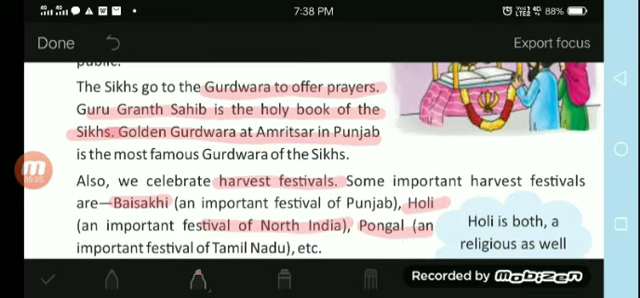 7:38 PM
88%
Done
Export focus
public.
The Sikhs go to the Gurdwara to offer prayers.
Guru Granth Sahib is the holy book of the
Sikhs. Golden Gurdwara at Amritsar in Punjab
is the most famous Gurdwara of the Sikhs.
Also, we celebrate harvest festivals. Some important harvest festivals
are—Baisakhi (an important festival of Punjab), Holi
(an important festival of North India), Pongal (an
important festival of Tamil Nadu), etc.
Holi is both, a
religious as well
Recorded by Mobizen